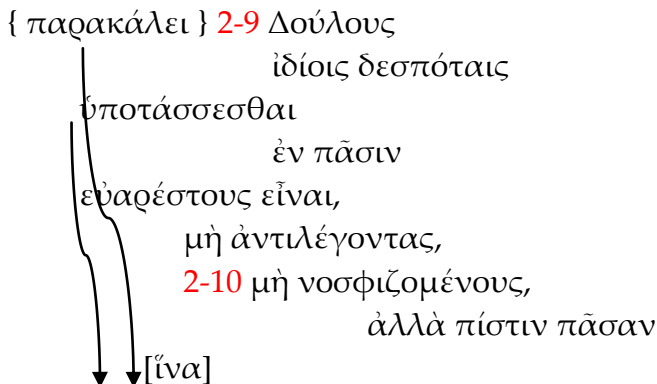 { παρακάλει } 2-9 Δούλους
ἰδίοις δεσπόταις
ὑποτάσσεσθαι
ἐν πᾶσιν
εὐαρέστους εἶναι,
μὴ ἀντιλέγοντας,
2-10 μὴ νοσφιζομένους,
ἀλλὰ πίστιν πᾶσαν
[ἵνα]